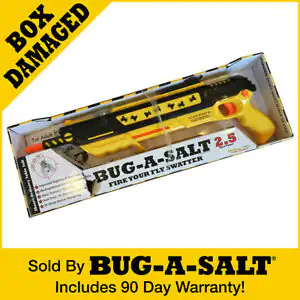 BOX
DAMAGED
BUG-A-SALT 2.5
FIRE YOUR FLY SWATTER
Sold By BUG-A-SALT®
Includes 90 Day Warranty!